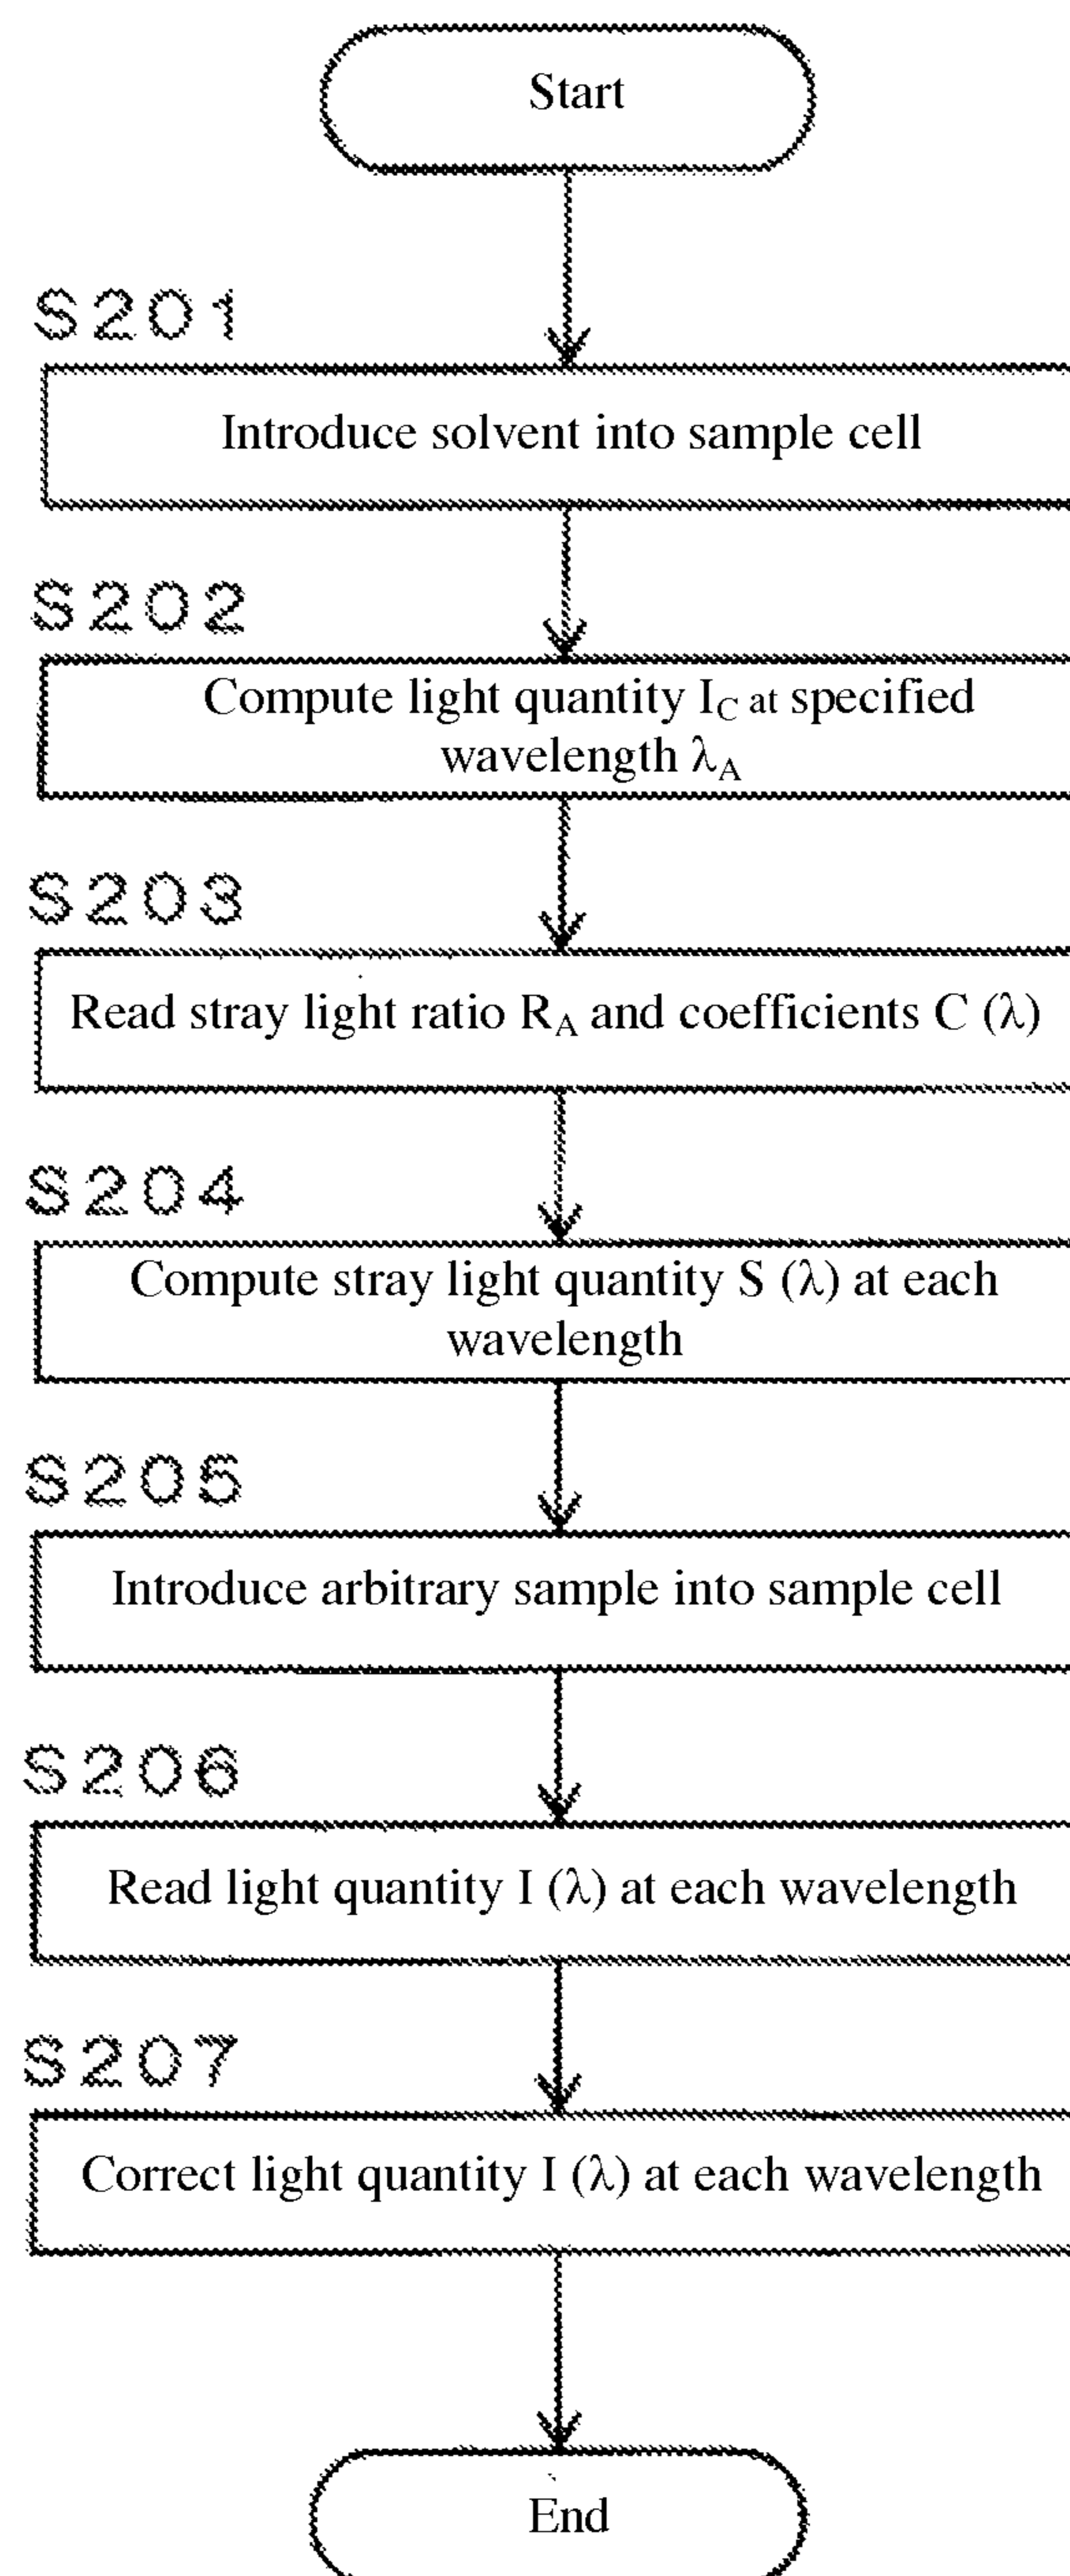 Start
S201
Introduce solvent into sample cell
S202
Compute light quantity I_C at specified
wavelength λ_A
S203
Read stray light ratio R_A and coefficients C (λ)
S204
Compute stray light quantity S (λ) at each
wavelength
S205
Introduce arbitrary sample into sample cell
S206
Read light quantity I (λ) at each wavelength
S207
Correct light quantity I (λ) at each wavelength
End